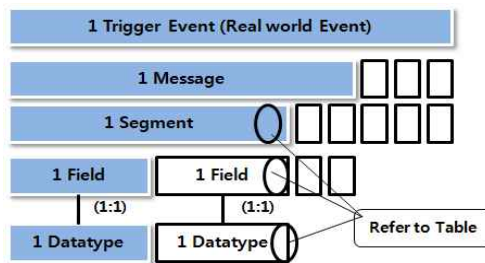 1 Trigger Event (Real world Event)
1 Message
1 Segment
1 Field
1 Field
(1:1)
(1:1)
1 Datatype
1 Datatype
Refer to Table